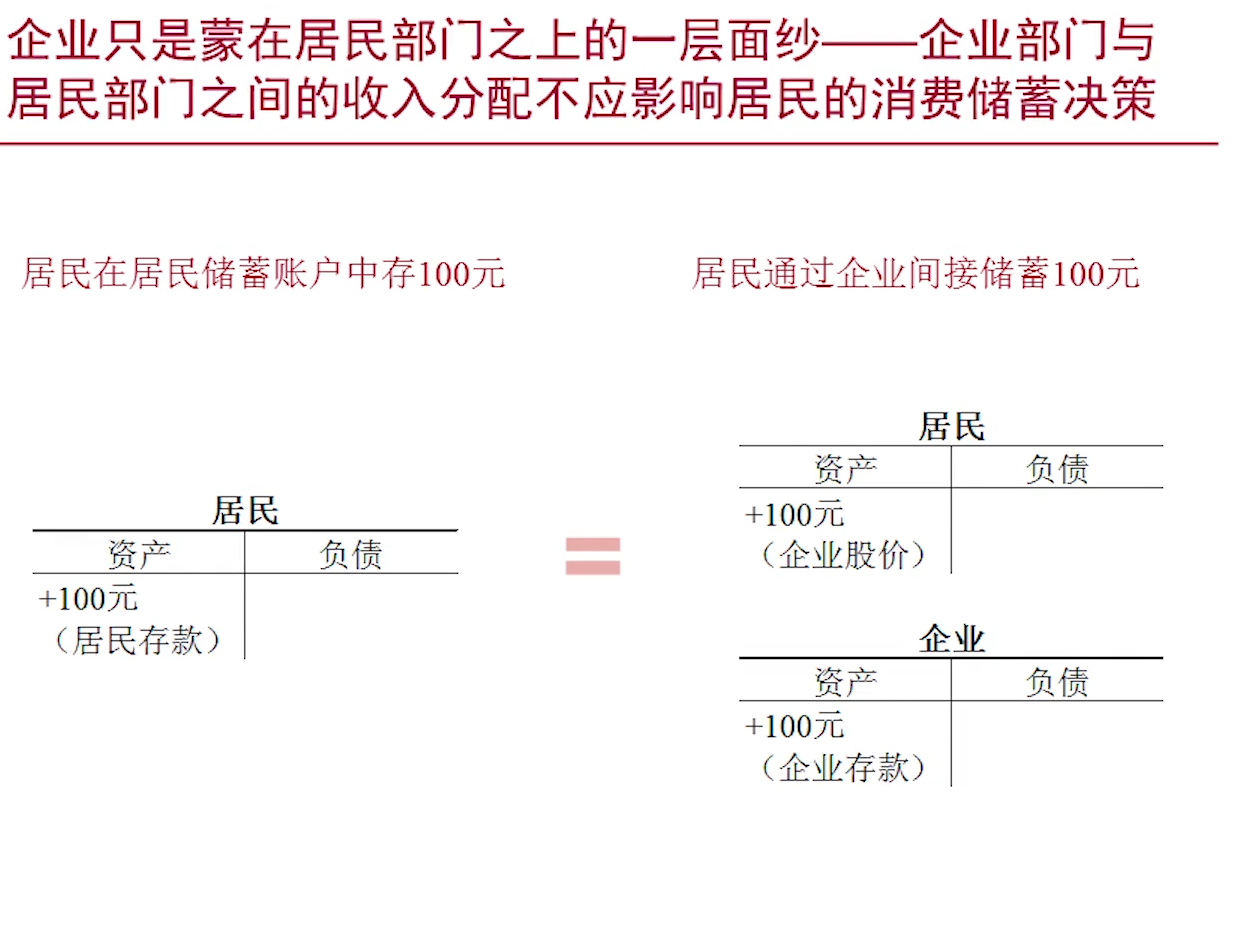 企业只是蒙在居民部门之上的一层面纱——企业部门与
居民部门之间的收入分配不应影响居民的消费储蓄决策
居民在居民储蓄账户中存100元
居民通过企业间接储蓄100元
居民
资产 负债
+100元
（居民存款）
=
居民
资产 负债
+100元
（企业股价）
企业
资产 负债
+100元
（企业存款）